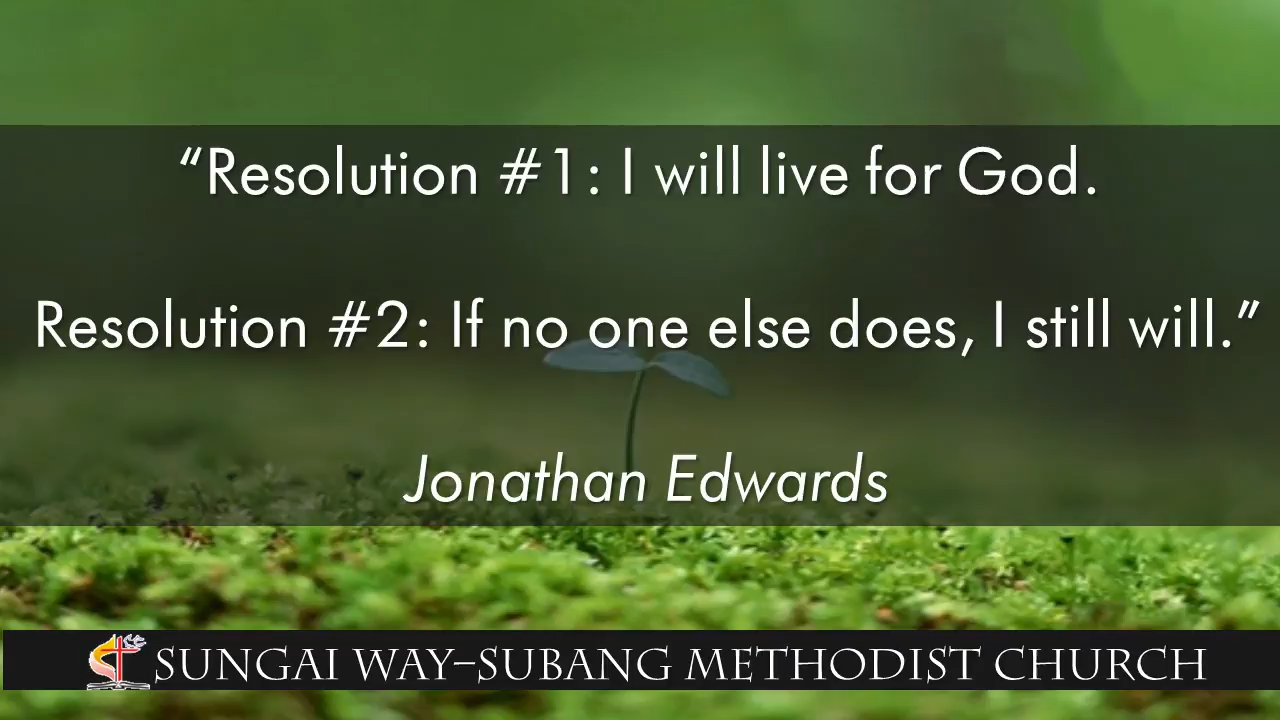 “Resolution #1: I will live for God.
Resolution #2: If no one else does, I still will.”
Jonathan Edwards
SUNGAI WAY–SUBANG METHODIST CHURCH